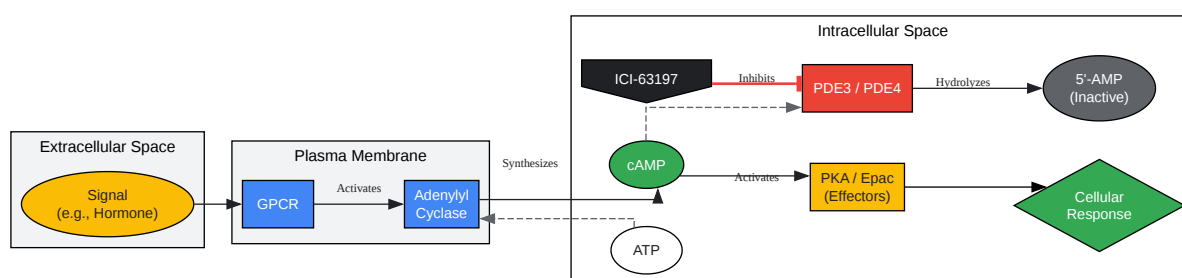 Intracellular Space
ICI-63197
Inhibits
PDE3 / PDE4
Hydrolyzes
5'-AMP
(Inactive)
Extracellular Space
Signal
(e.g., Hormone)
Plasma Membrane
GPCR
Activates
Adenylyl
Cyclase
Synthesizes
cAMP
Activates
PKA / Epac
(Effectors)
Cellular
Response
ATP